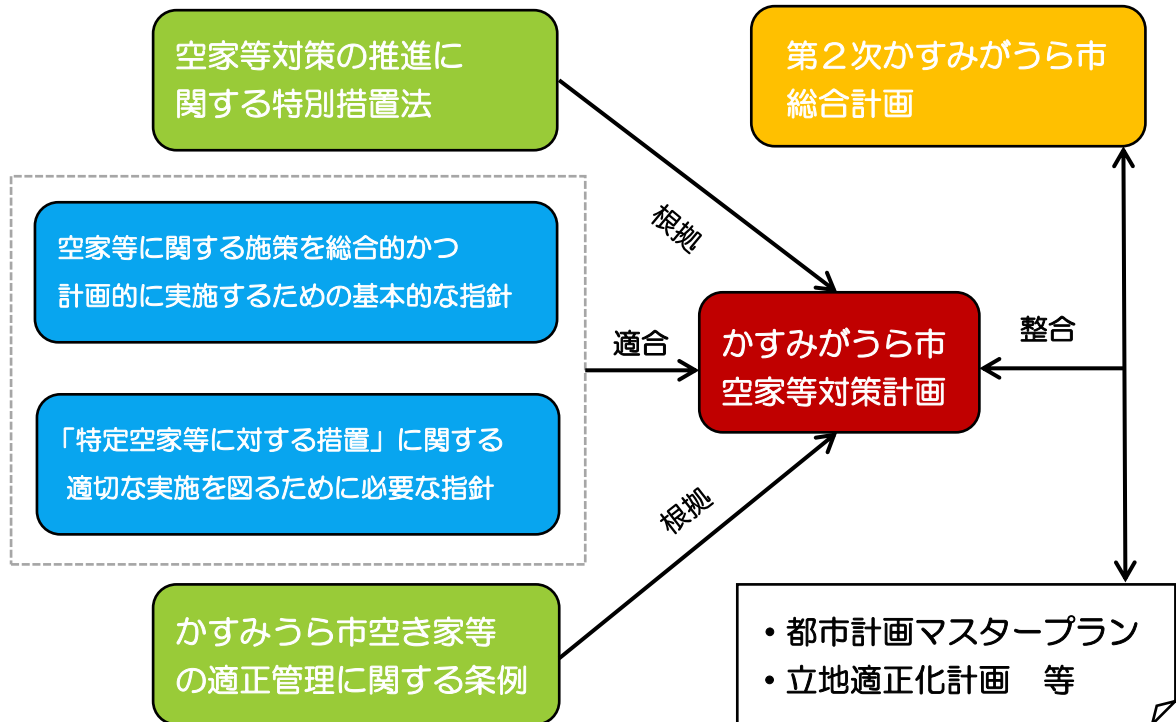 空家等対策の推進に
関する特別措置法
第２次かすみがうら市
総合計画
根拠
空家等に関する施策を総合的かつ
計画的に実施するための基本的な指針
適合
かすみがうら市
空家等対策計画
整合
「特定空家等に対する措置」に関する
適切な実施を図るために必要な指針
根拠
かすみうら市空き家等
の適正管理に関する条例
・都市計画マスタープラン
・立地適正化計画　等